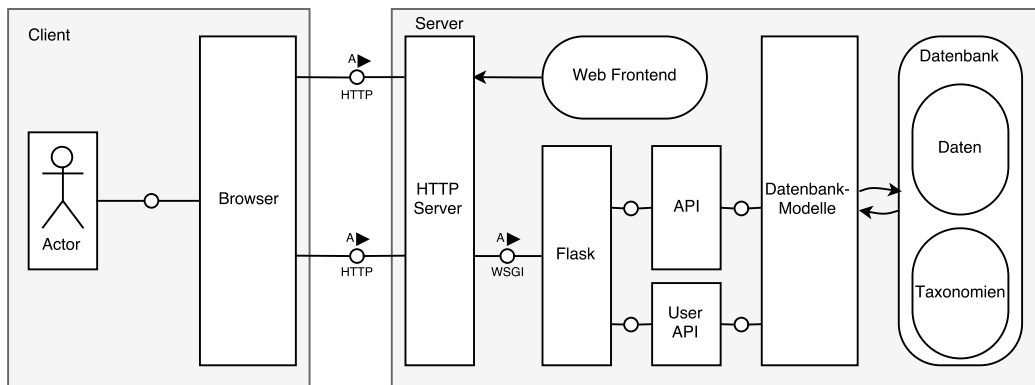 Client
Server
Actor
Browser
A
HTTP
A
HTTP
HTTP
Server
Web Frontend
A
WSGI
Flask
API
User
API
Datenbank-
Modelle
Datenbank
Daten
Taxonomien